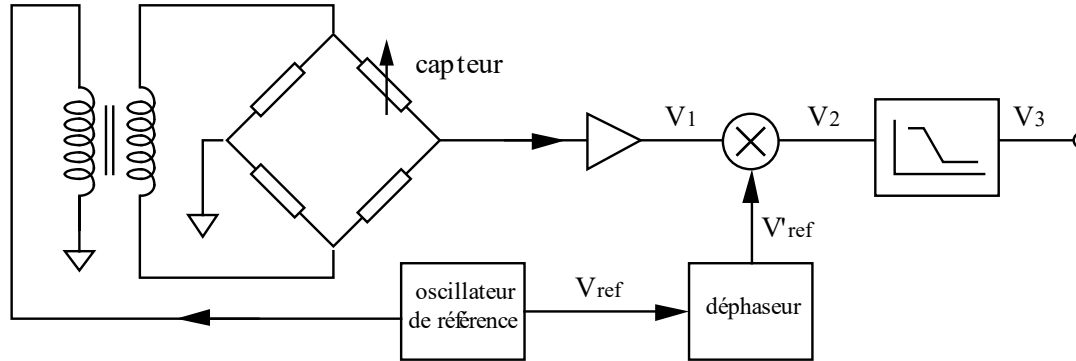 capteur
V1
V2
V3
V'ref
oscillateur
de référence
Vref
déphaseur